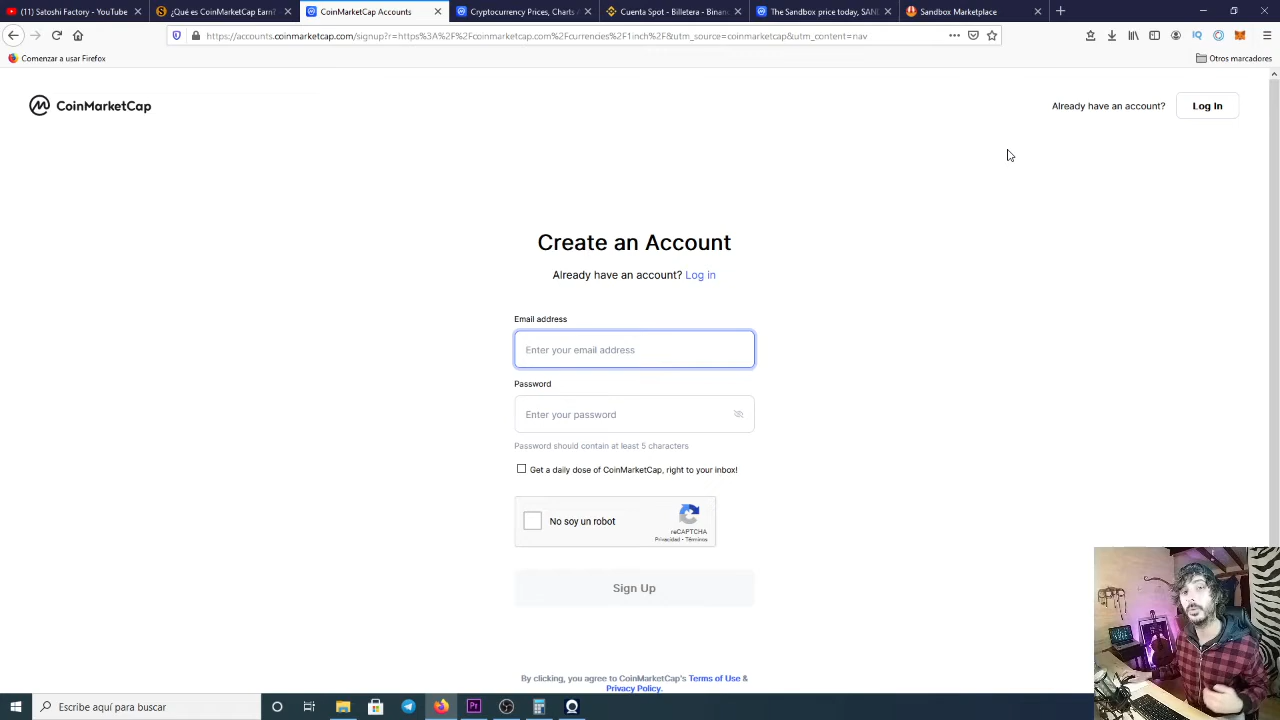 (11) Satoshi Factory - YouTube
¿Qué es CoinMarketCap Earn?
CoinMarketCap Accounts
Cryptocurrency Prices, Charts
Cuenta Spot - Billetera - Binan
The Sandbox price today, SAN
Sandbox Marketplace
https://accounts.coinmarketcap.com/signup?r=https%3A%2F%2Fcoinmarketcap.com%2Fcurrencies%2F1inch%2F&utm_source=coinmarketcap&utm_content=nav
Comenzar a usar Firefox
Otros marcadores
CoinMarketCap
Already have an account?
Log In
Create an Account
Already have an account? Log in
Email address
Enter your email address
Password
Enter your password
Password should contain at least 5 characters
Get a daily dose of CoinMarketCap, right to your inbox!
No soy un robot
reCAPTCHA
Privacidad - Términos
Sign Up
By clicking, you agree to CoinMarketCap's Terms of Use &
Privacy Policy.
Escribe aquí para buscar